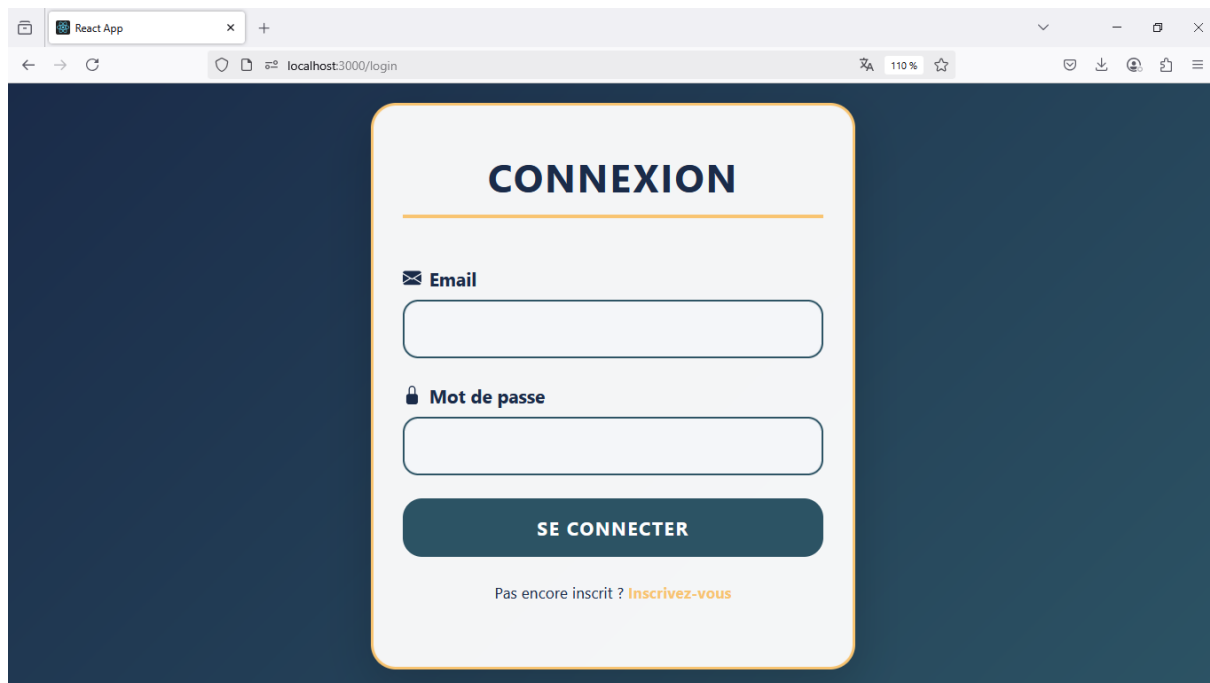 React App
localhost:3000/login
110 %
CONNEXION
Email
Mot de passe
SE CONNECTER
Pas encore inscrit ? Inscrivez-vous